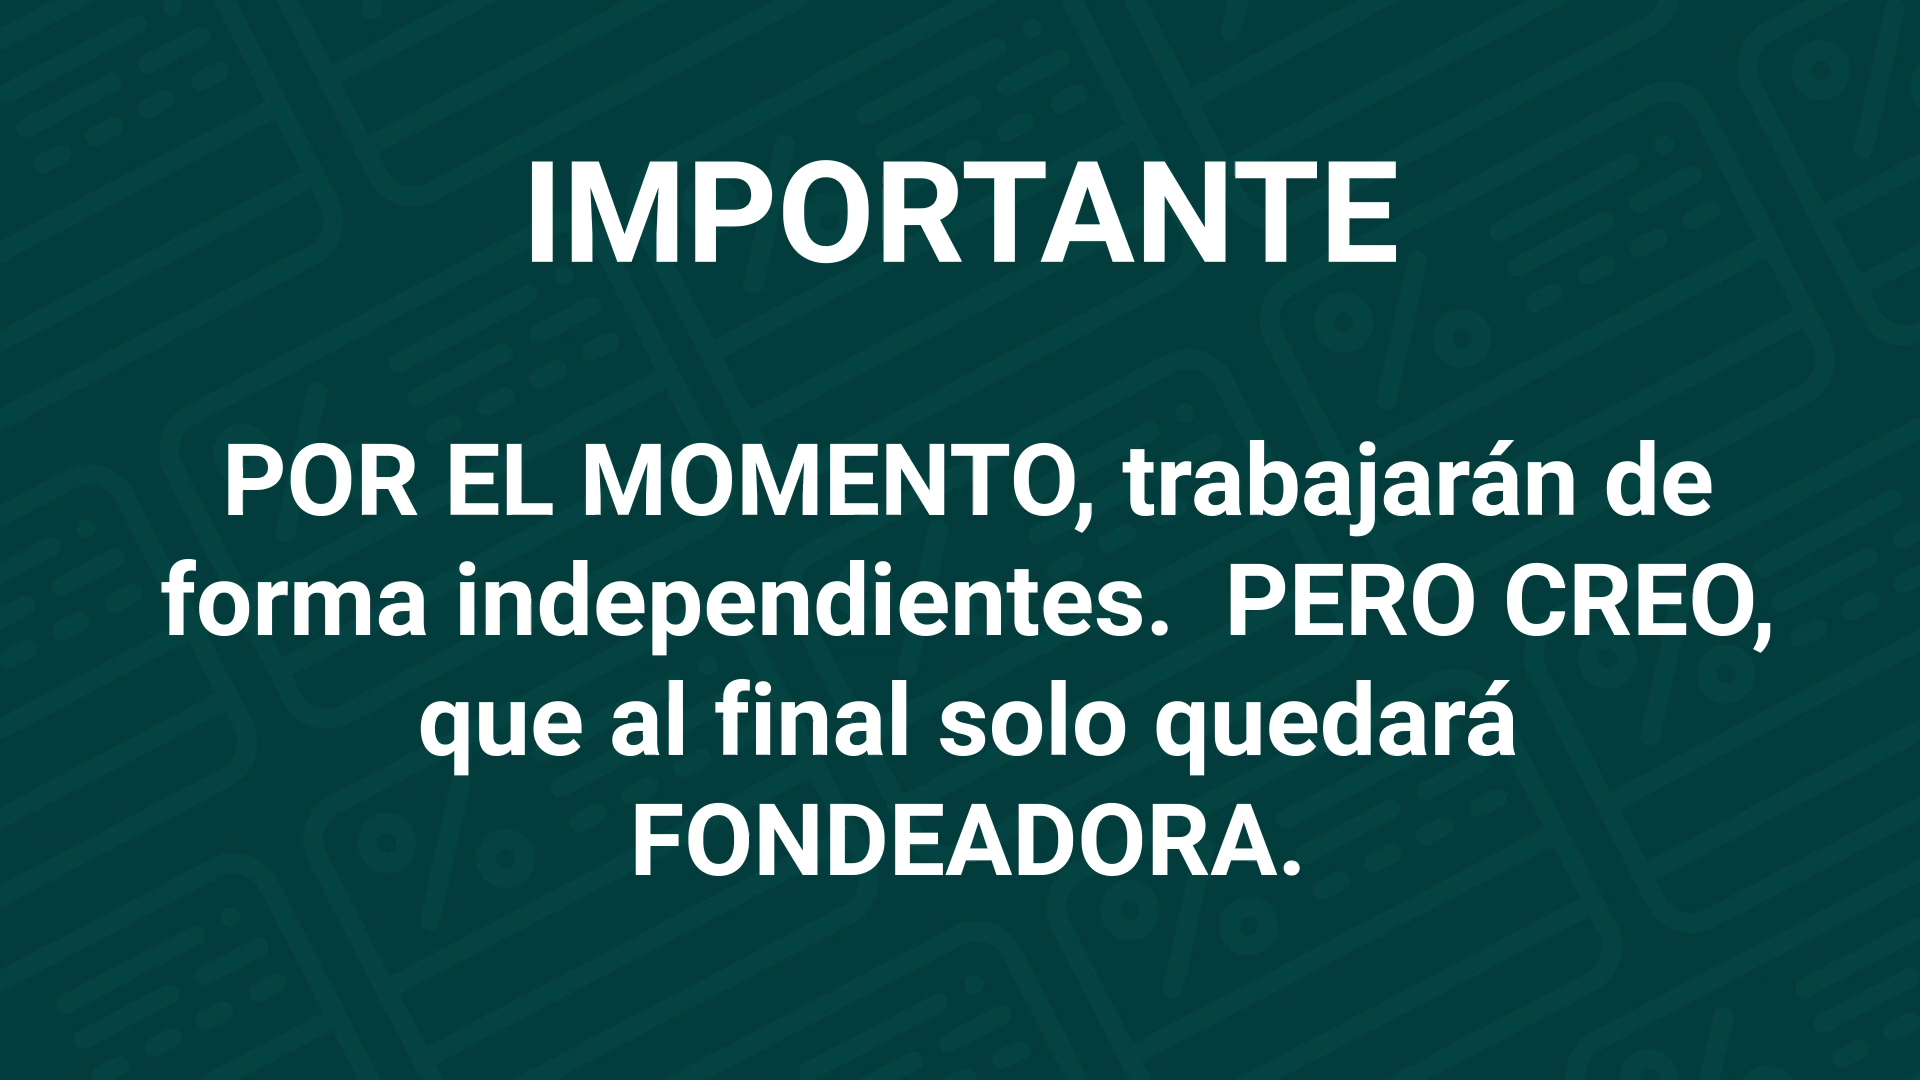 IMPORTANTE
POR EL MOMENTO, trabajarán de
forma independientes.  PERO CREO,
que al final solo quedará
FONDEADORA.